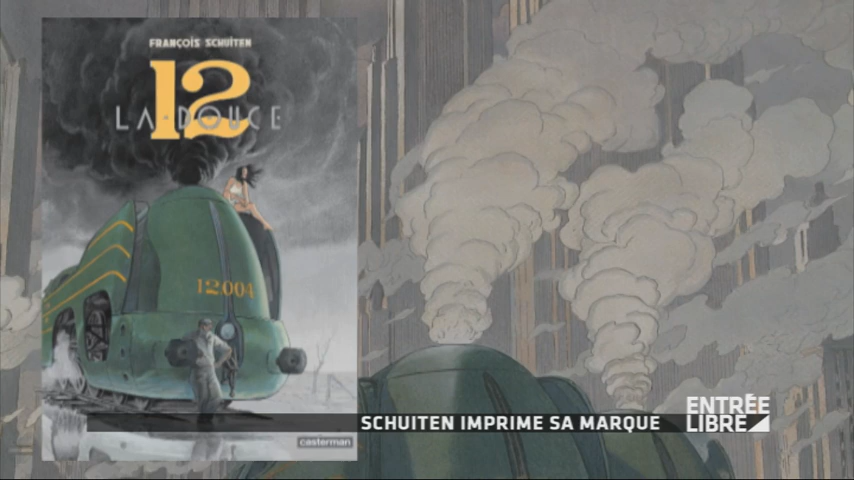 FRANÇOIS SCHUITEN
12
LA DOUCE
12.004
casterman
SCHUITEN IMPRIME SA MARQUE
ENTRÉE
LIBRE